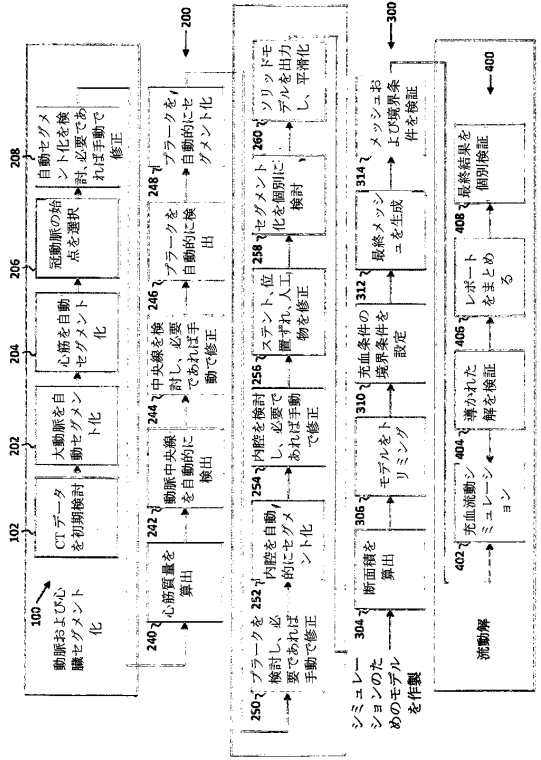 100
動脈および心
臓セグメント
化
102
CTデータ
を初期検討
202
大動脈を自
動セグメン
ト化
204
心筋を自動
セグメント
化
206
冠動脈の始
点を選択
208
自動セグメ
ント化を検
討、必要であ
れば手動で
修正
200
240
心筋質量を
算出
242
動脈中央線
を自動的に
検出
244
中央線を検
討し、必要で
あれば手
動で修正
246
プラークを
自動的に検
出
248
プラークを
自動的にセ
グメント化
250
プラークを
検討し、必
要であれば
手動で修正
252
内腔を自動
的にセグメ
ント化
254
内腔を検討
し、必要で
あれば手動
で修正
256
ステント、位
置ずれ、人工
物を修正
258
セグメント
化を個別に
検討
260
ソリッドモ
デルを出力
し、平滑化
シミュレー
ションのた
めのモデル
を作製
300
304
断面積を
算出
306
モデルをト
リミング
310
充血条件の
境界条件を
設定
312
最終メッシ
ュを生成
314
メッシュお
よび境界条
件を検証
流動解
400
402
充血流動シ
ミュレーシ
ョン
404
導かれた
解を検証
406
レポート
をまとめ
る
408
最終結果を
個別検証